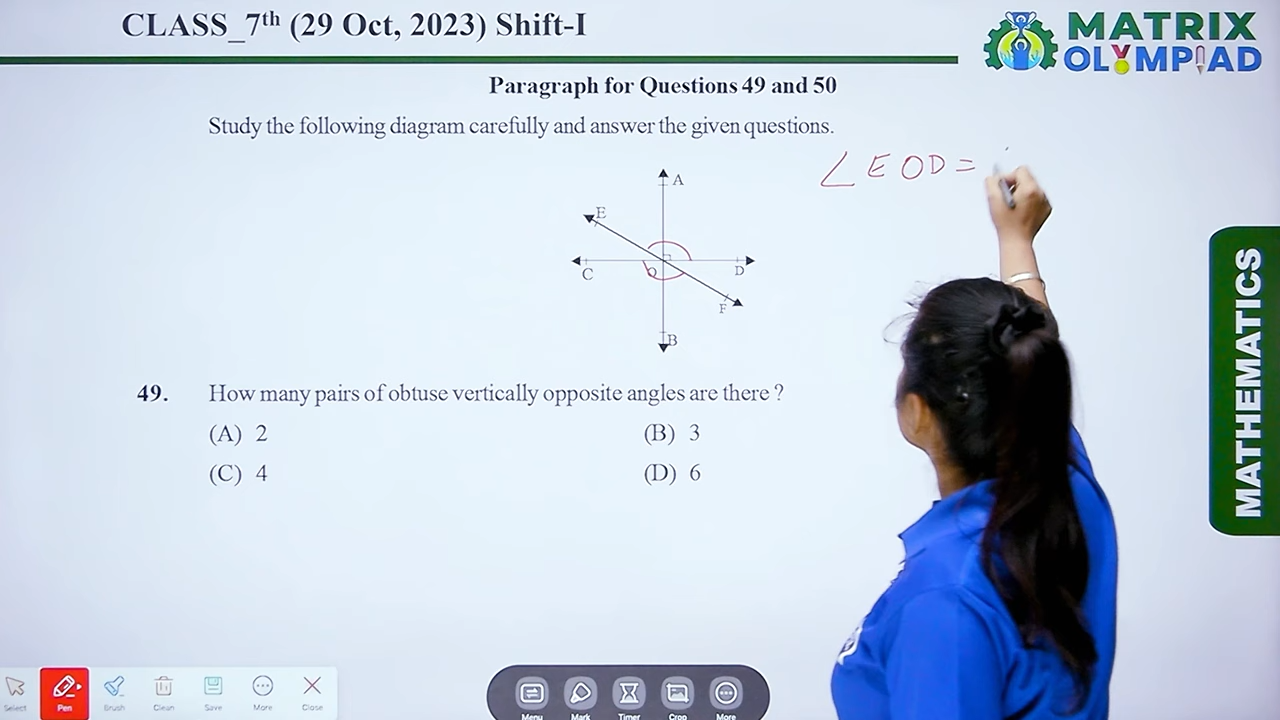 CLASS_7th (29 Oct, 2023) Shift-I
MATRIX
OLYMPIAD
Paragraph for Questions 49 and 50
Study the following diagram carefully and answer the given questions.
∠EOD =
A
E
C
O
D
F
B
49. How many pairs of obtuse vertically opposite angles are there ?
(A) 2
(B) 3
(C) 4
(D) 6
MATHEMATICS
Select
Pen
Brush
Clean
Save
More
Close
Menu
Mark
Timer
Crop
More